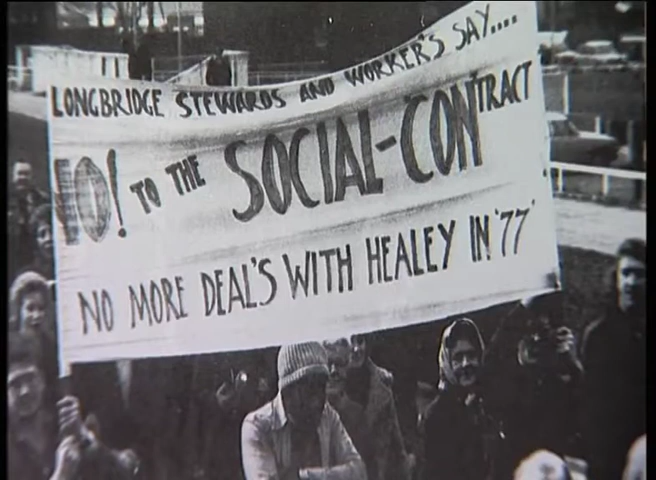 LONGBRIDGE STEWARDS AND WORKER'S SAY....
NO! TO THE SOCIAL-CONTRACT
NO MORE DEAL'S WITH HEALEY IN '77'